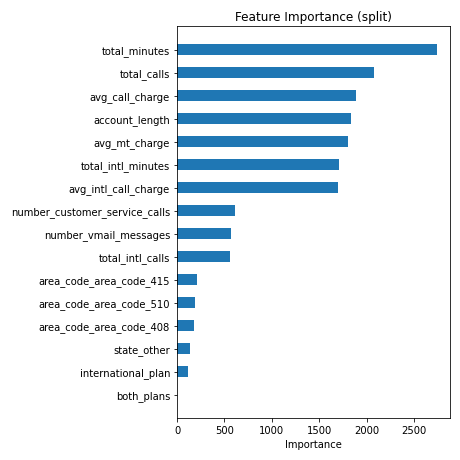 Feature Importance (split)
total_minutes
total_calls
avg_call_charge
account_length
avg_mt_charge
total_intl_minutes
avg_intl_call_charge
number_customer_service_calls
number_vmail_messages
total_intl_calls
area_code_area_code_415
area_code_area_code_510
area_code_area_code_408
state_other
international_plan
both_plans
0 500 1000 1500 2000 2500
Importance